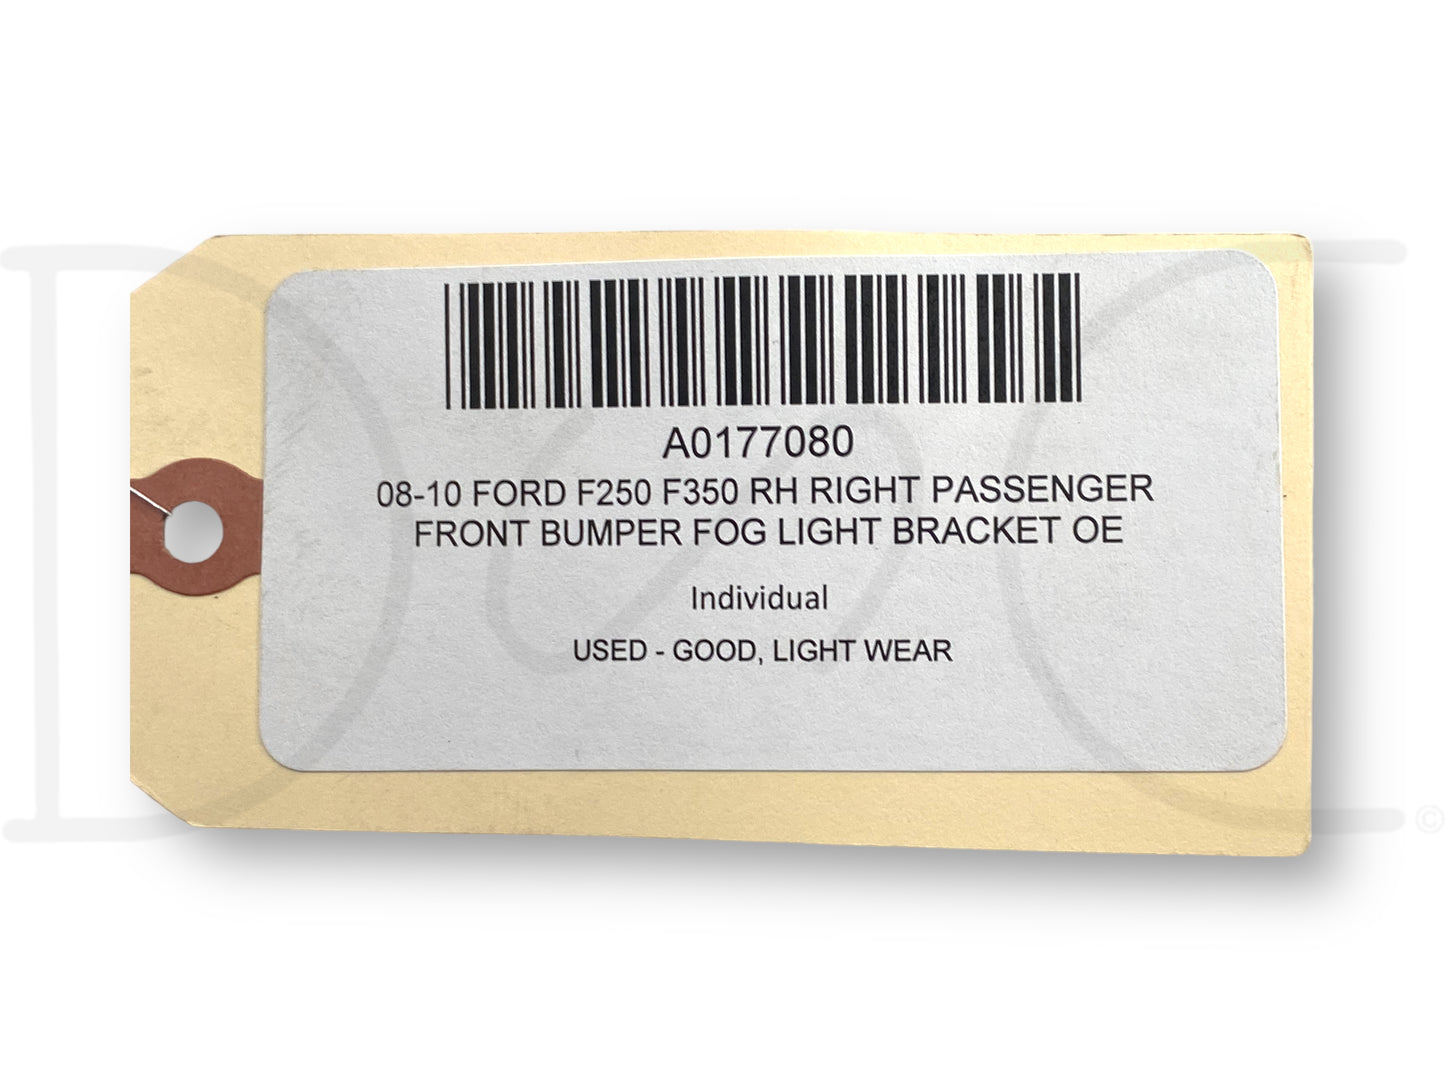 A0177080
08-10 FORD F250 F350 RH RIGHT PASSENGER
FRONT BUMPER FOG LIGHT BRACKET OE
Individual
USED - GOOD, LIGHT WEAR
©